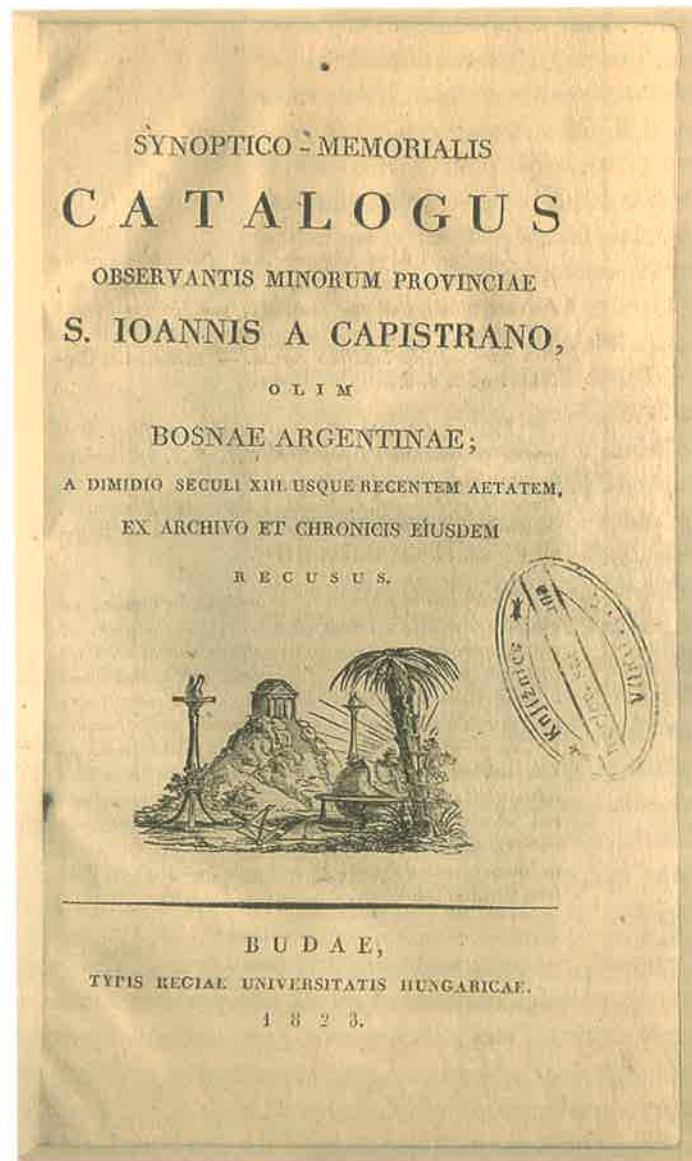 SYNOPTICO - MEMORIALIS
CATALOGUS
OBSERVANTIS MINORUM PROVINCIAE
S. IOANNIS A CAPISTRANO,
OLIM
BOSNAE ARGENTINAE;
A DIMIDIO SECULI XIII. USQUE RECENTEM AETATEM,
EX ARCHIVO ET CHRONICIS EIUSDEM
RECUSUS.
Knjižnica
BUDAE,
TYPIS REGIAE UNIVERSITATIS HUNGARICAE.
1823.